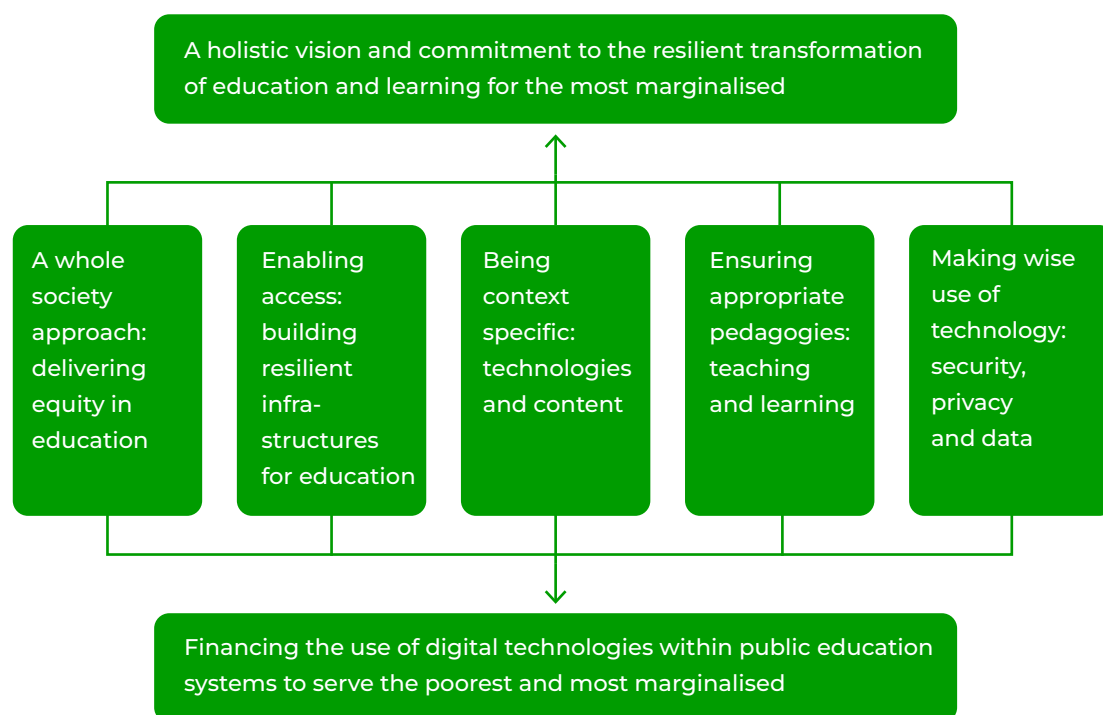 A holistic vision and commitment to the resilient transformation
of education and learning for the most marginalised
A whole
society
approach:
delivering
equity in
education
Enabling
access:
building
resilient
infra-
structures
for education
Being
context
specific:
technologies
and content
Ensuring
appropriate
pedagogies:
teaching
and learning
Making wise
use of
technology:
security,
privacy
and data
Financing the use of digital technologies within public education
systems to serve the poorest and most marginalised